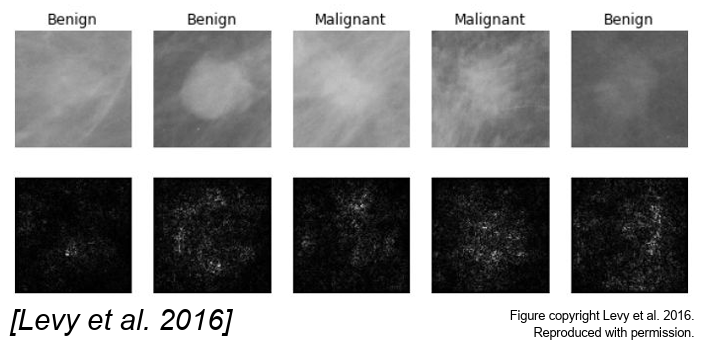 Benign
Benign
Malignant
Malignant
Benign
[Levy et al. 2016]
Figure copyright Levy et al. 2016.
Reproduced with permission.